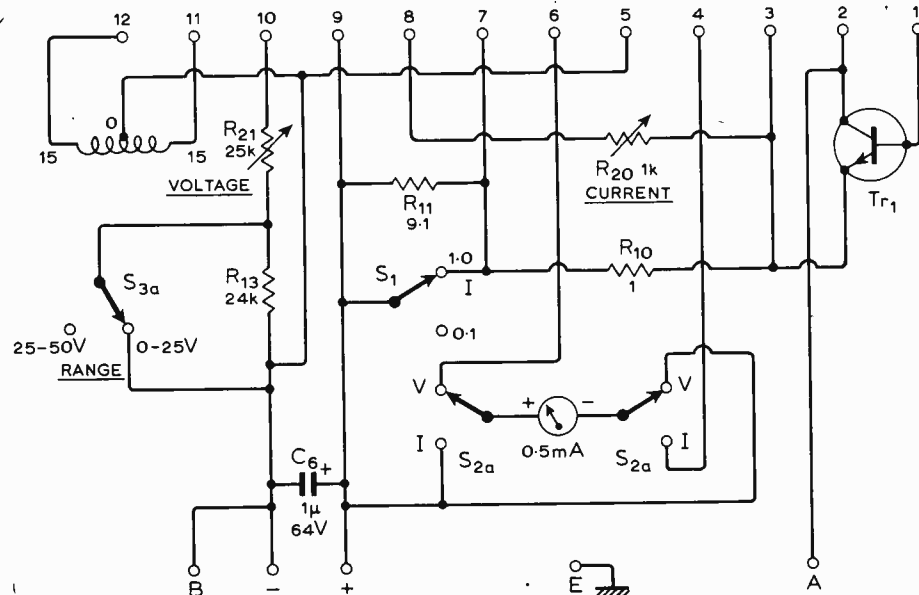 12 11 10 9 8 7 6 5 4 3 2 1
0
15 15
R21
25k
VOLTAGE
R20 1k
CURRENT
Tr1
R11
9.1
1.0
I
S1
R10
1
S3a
R13
24k
0.1
25-50V
0-25V
RANGE
V
+
-
V
0.5mA
I
S2a
S2a
I
C6
+
1μ
64V
B
-
+
E
A